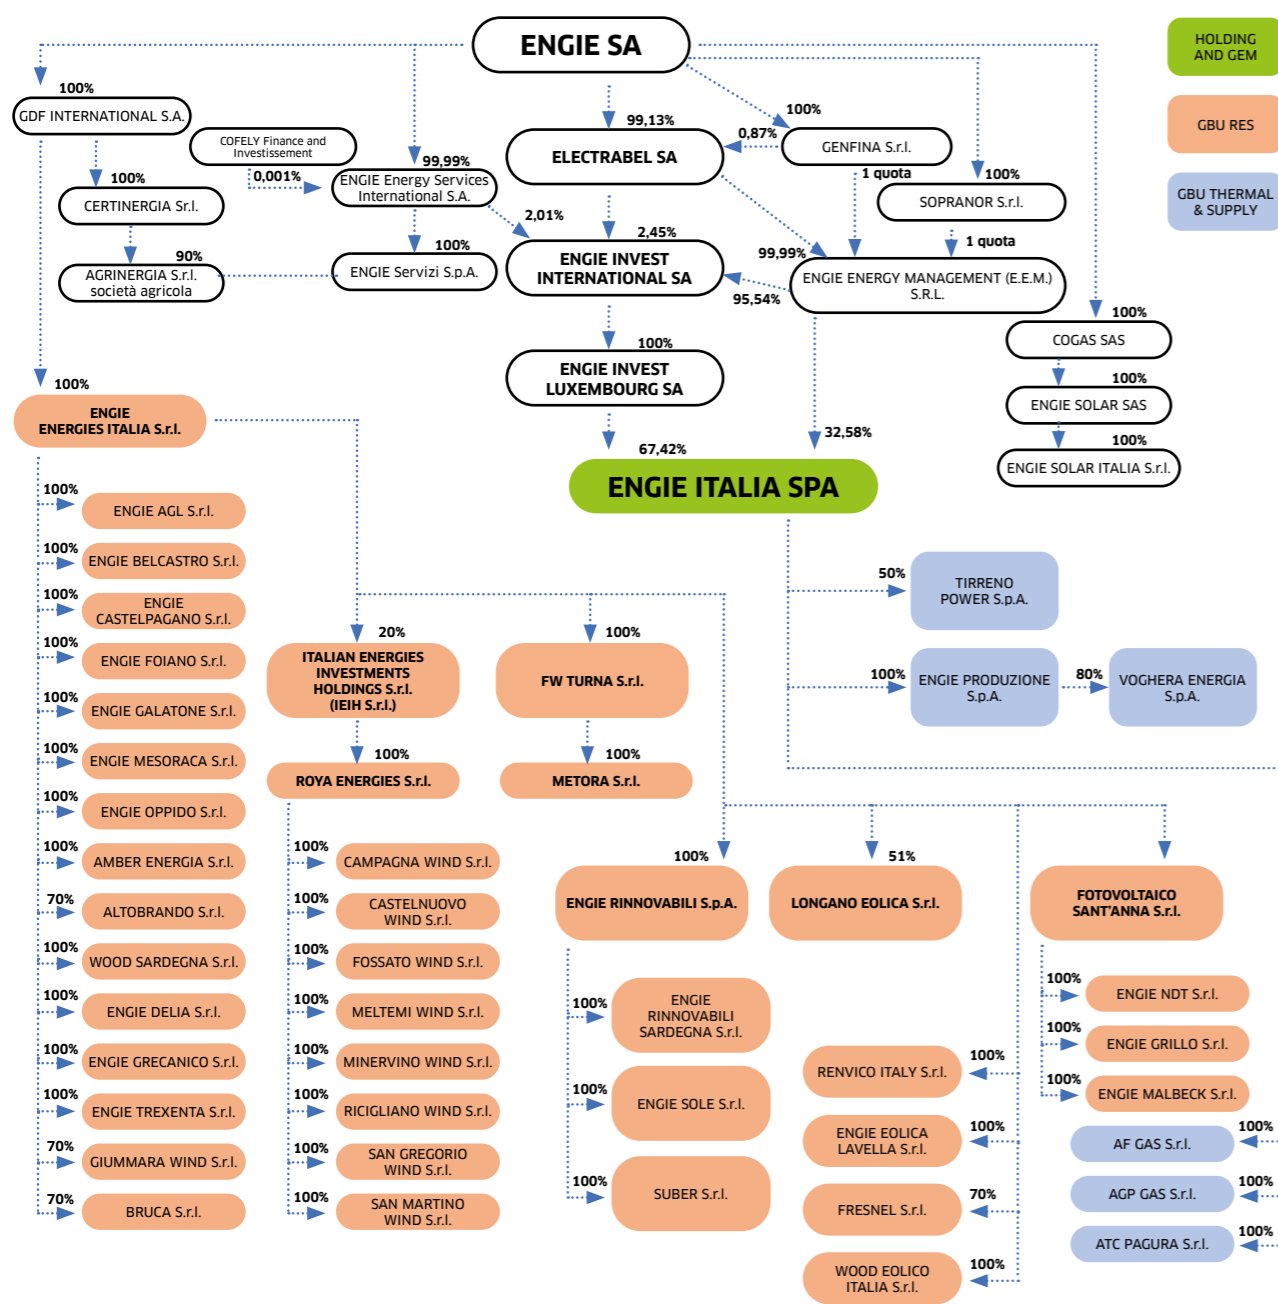 ENGIE SA
HOLDING
AND GEM
GBU RES
GBU THERMAL
& SUPPLY
100%
GDF INTERNATIONAL S.A.
COFELY Finance and
Investissement
0,001%
99,99%
ENGIE Energy Services
International S.A.
99,13%
ELECTRABEL SA
0,87%
100%
GENFINA S.r.l.
1 quota
100%
SOPRANOR S.r.l.
1 quota
100%
CERTINERGIA Sr.l.
90%
AGRINERGIA S.r.l.
società agricola
100%
ENGIE Servizi S.p.A.
2,01%
2,45%
ENGIE INVEST
INTERNATIONAL SA
99,99%
95,54%
ENGIE ENERGY MANAGEMENT (E.E.M.)
S.R.L.
100%
COGAS SAS
100%
ENGIE SOLAR SAS
100%
ENGIE SOLAR ITALIA S.r.l.
100%
ENGIE INVEST
LUXEMBOURG SA
100%
ENGIE
ENERGIES ITALIA S.r.l.
67,42%
32,58%
ENGIE ITALIA SPA
100%
ENGIE AGL S.r.l.
100%
ENGIE BELCASTRO S.r.l.
100%
ENGIE
CASTELPAGANO S.r.l.
100%
ENGIE FOIANO S.r.l.
100%
ENGIE GALATONE S.r.l.
100%
ENGIE MESORACA S.r.l.
100%
ENGIE OPPIDO S.r.l.
100%
AMBER ENERGIA S.r.l.
70%
ALTOBRANDO S.r.l.
100%
WOOD SARDEGNA S.r.l.
100%
ENGIE DELIA S.r.l.
100%
ENGIE GRECANICO S.r.l.
100%
ENGIE TREXENTA S.r.l.
70%
GIUMMARA WIND S.r.l.
70%
BRUCA S.r.l.
20%
ITALIAN ENERGIES
INVESTMENTS
HOLDINGS S.r.l.
(IEIH S.r.l.)
100%
ROYA ENERGIES S.r.l.
100%
CAMPAGNA WIND S.r.l.
100%
CASTELNUOVO
WIND S.r.l.
100%
FOSSATO WIND S.r.l.
100%
MELTEMI WIND S.r.l.
100%
MINERVINO WIND S.r.l.
100%
RICIGLIANO WIND S.r.l.
100%
SAN GREGORIO
WIND S.r.l.
100%
SAN MARTINO
WIND S.r.l.
100%
FW TURNA S.r.l.
100%
METORA S.r.l.
50%
TIRRENO
POWER S.p.A.
100%
ENGIE PRODUZIONE
S.p.A.
80%
VOGHERA ENERGIA
S.p.A.
100%
ENGIE RINNOVABILI S.p.A.
100%
ENGIE
RINNOVABILI
SARDEGNA S.r.l.
100%
ENGIE SOLE S.r.l.
100%
SUBER S.r.l.
51%
LONGANO EOLICA S.r.l.
100%
RENVICO ITALY S.r.l.
100%
ENGIE EOLICA
LAVELLA S.r.l.
70%
FRESNEL S.r.l.
100%
WOOD EOLICO
ITALIA S.r.l.
FOTOVOLTAICO
SANT'ANNA S.r.l.
100%
ENGIE NDT S.r.l.
100%
ENGIE GRILLO S.r.l.
100%
ENGIE MALBECK S.r.l.
100%
AF GAS S.r.l.
100%
AGP GAS S.r.l.
100%
ATC PAGURA S.r.l.